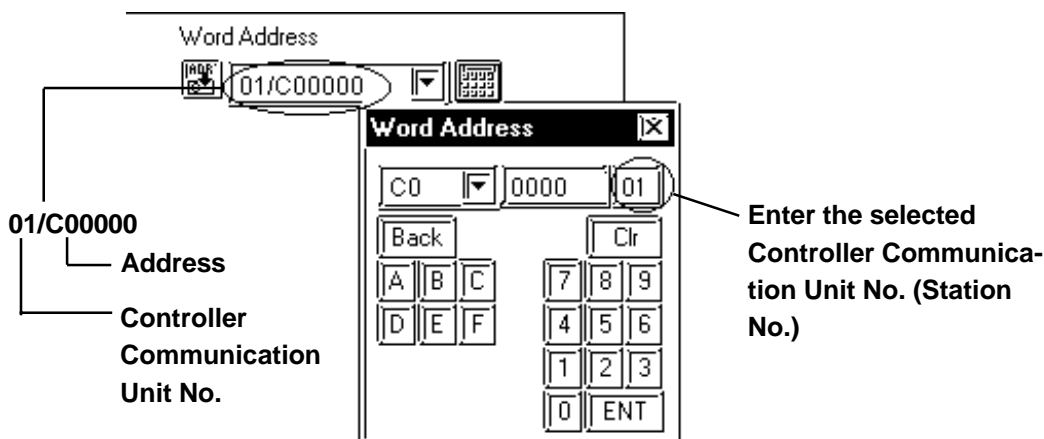 Word Address
ADR
01/C00000
Word Address
C0 0000 01
Back Clr
A B C 7 8 9
D E F 4 5 6
1 2 3
0 ENT
01/C00000
Address
Controller
Communication
Unit No.
Enter the selected
Controller Communica-
tion Unit No. (Station
No.)